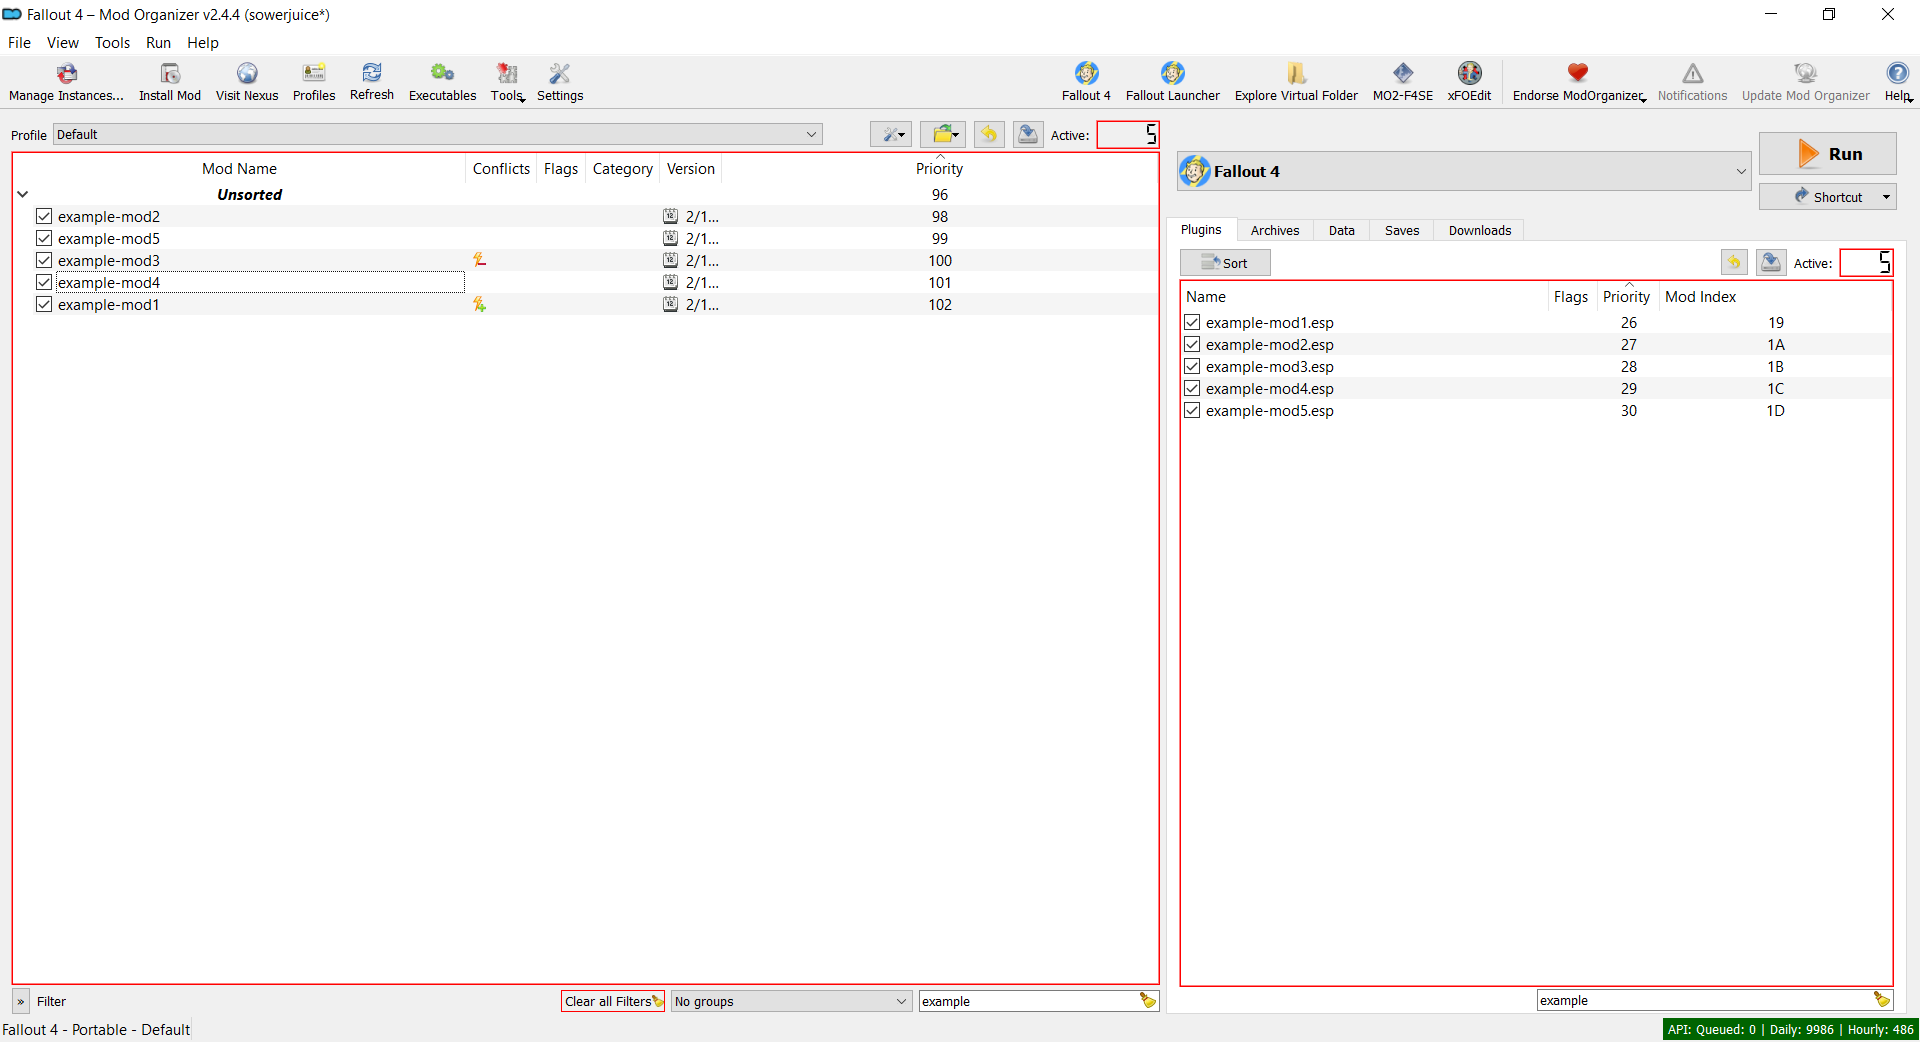 Fallout 4 – Mod Organizer v2.4.4 (sowerjuice*)
File View Tools Run Help
Manage Instances... Install Mod Visit Nexus Profiles Refresh Executables Tools Settings Fallout 4 Fallout Launcher Explore Virtual Folder MO2-F4SE xFOEdit Endorse ModOrganizer Notifications Update Mod Organizer Help
Profile Default Active: 5
Mod Name Conflicts Flags Category Version Priority
Unsorted 96
example-mod2 2/1... 98
example-mod5 2/1... 99
example-mod3 2/1... 100
example-mod4 2/1... 101
example-mod1 2/1... 102
Filter Clear all Filters No groups example
Fallout 4
Run
Shortcut
Plugins Archives Data Saves Downloads
Sort Active: 5
Name Flags Priority Mod Index
example-mod1.esp 26 19
example-mod2.esp 27 1A
example-mod3.esp 28 1B
example-mod4.esp 29 1C
example-mod5.esp 30 1D
example
Fallout 4 - Portable - Default
API: Queued: 0 | Daily: 9986 | Hourly: 486